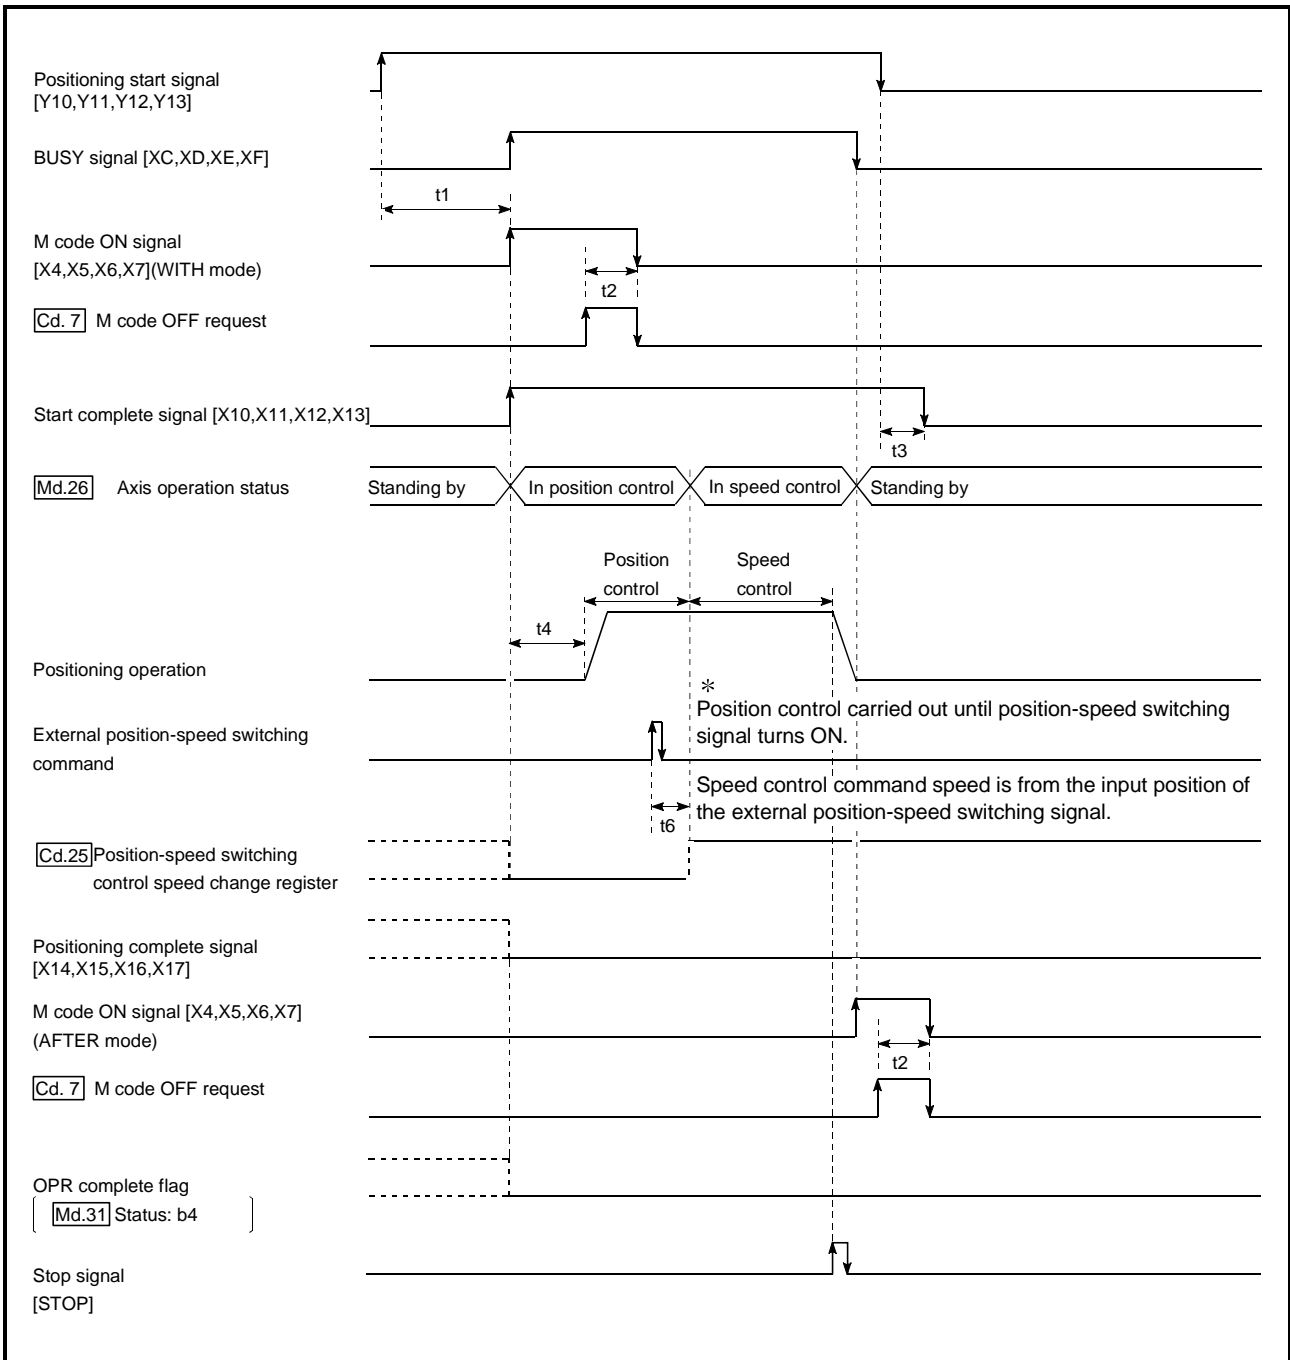 Positioning start signal
[Y10,Y11,Y12,Y13]
BUSY signal [XC,XD,XE,XF]
t1
M code ON signal
[X4,X5,X6,X7](WITH mode)
t2
Cd. 7 M code OFF request
Start complete signal [X10,X11,X12,X13]
t3
Md.26 Axis operation status
Standing by
In position control
In speed control
Standing by
Position
control
Speed
control
t4
Positioning operation
*
Position control carried out until position-speed switching
signal turns ON.
External position-speed switching
command
Speed control command speed is from the input position of
the external position-speed switching signal.
t6
Cd.25 Position-speed switching
control speed change register
Positioning complete signal
[X14,X15,X16,X17]
M code ON signal [X4,X5,X6,X7]
(AFTER mode)
t2
Cd. 7 M code OFF request
OPR complete flag
Md.31 Status: b4
Stop signal
[STOP]